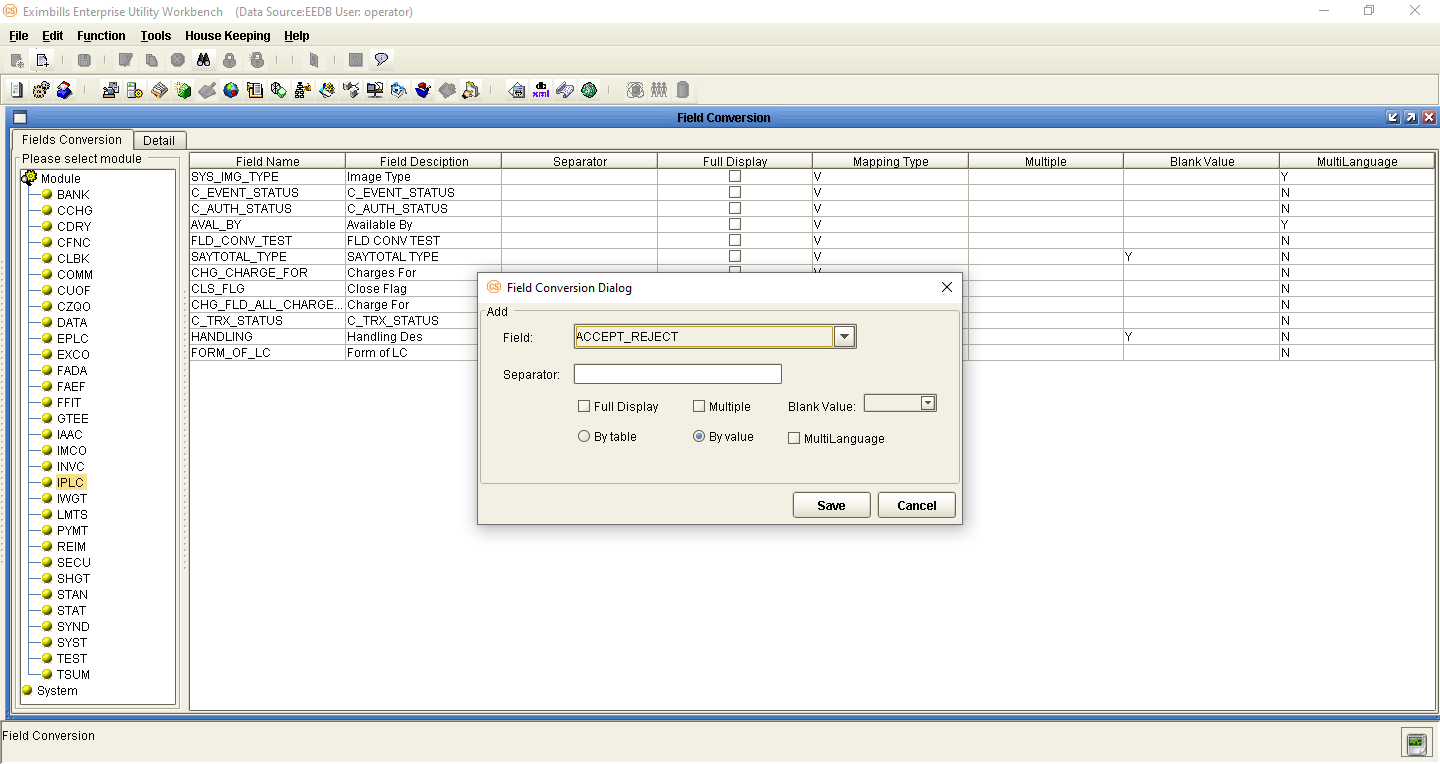 CS Eximbills Enterprise Utility Workbench (Data Source:EEDB User: operator)
File Edit Function Tools House Keeping Help
db xml
Field Conversion
Fields Conversion Detail
Please select module
Module
BANK
CCHG
CDRY
CFNC
CLBK
COMM
CUOF
CZQO
DATA
EPLC
EXCO
FADA
FAEF
FFIT
GTEE
IAAC
IMCO
INVC
IPLC
IWGT
LMTS
PYMT
REIM
SECU
SHGT
STAN
STAT
SYND
SYST
TEST
TSUM
System
Field Name Field Desciption Separator Full Display Mapping Type Multiple Blank Value MultiLanguage
SYS_IMG_TYPE Image Type V Y
C_EVENT_STATUS C_EVENT_STATUS V N
C_AUTH_STATUS C_AUTH_STATUS V N
AVAL_BY Available By V Y
FLD_CONV_TEST FLD CONV TEST V N
SAYTOTAL_TYPE SAYTOTAL TYPE V Y N
CHG_CHARGE_FOR Charges For V N
CLS_FLG Close Flag N
CHG_FLD_ALL_CHARGE... Charge For N
C_TRX_STATUS C_TRX_STATUS N
HANDLING Handling Des Y N
FORM_OF_LC Form of LC N
CS Field Conversion Dialog
Add
Field: ACCEPT_REJECT
Separator:
Full Display Multiple Blank Value:
By table By value MultiLanguage
Save Cancel
Field Conversion